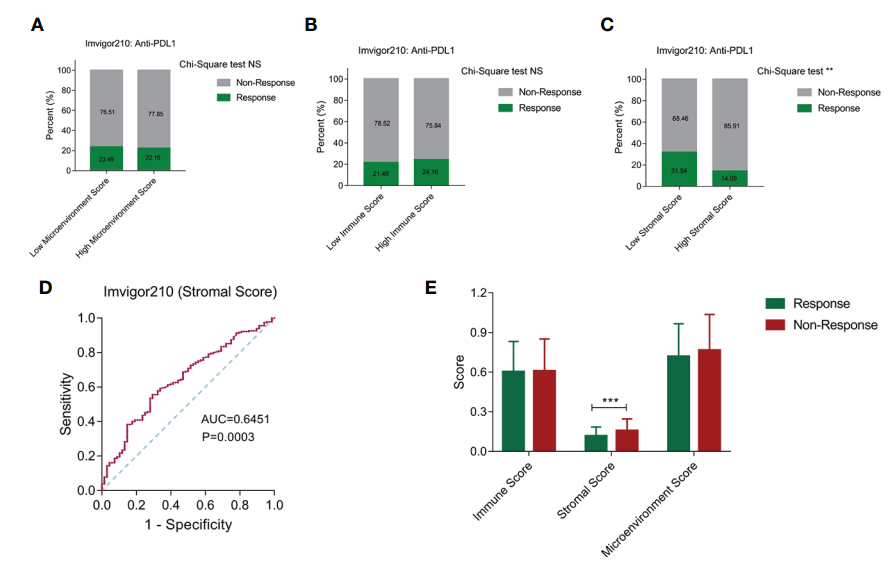 A
Imvigor210: Anti-PDL1
Chi-Square test NS
Non-Response
Response
Percent (%)
100
80
60
40
20
0
76.51
77.85
23.49
22.15
Low Microenvironment Score
High Microenvironment Score
B
Imvigor210: Anti-PDL1
Chi-Square test NS
Non-Response
Response
Percent (%)
100
80
60
40
20
0
78.52
75.84
21.48
24.16
Low Immune Score
High Immune Score
C
Imvigor210: Anti-PDL1
Chi-Square test **
Non-Response
Response
Percent (%)
100
80
60
40
20
0
68.46
85.91
31.54
14.09
Low Stromal Score
High Stromal Score
D
Imvigor210 (Stromal Score)
Sensitivity
1.0
0.8
0.6
0.4
0.2
0.0
AUC=0.6451
P=0.0003
0.0 0.2 0.4 0.6 0.8 1.0
1 - Specificity
E
Score
1.2
0.9
0.6
0.3
0.0
***
Response
Non-Response
Immune Score
Stromal Score
Microenvironment Score